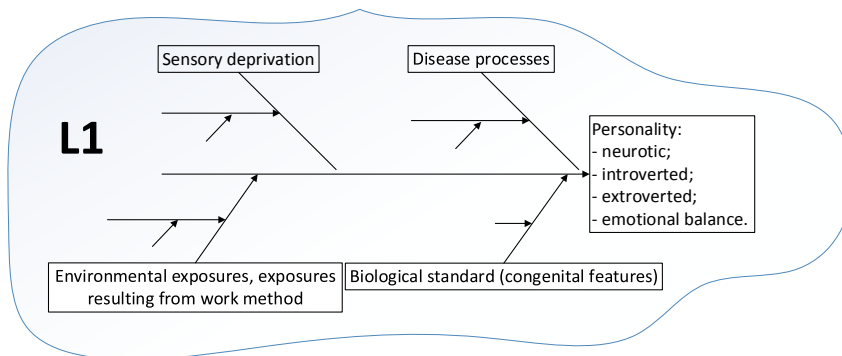 Sensory deprivation
Disease processes
L1
Personality:
- neurotic;
- introverted;
- extroverted;
- emotional balance.
Environmental exposures, exposures
resulting from work method
Biological standard (congenital features)